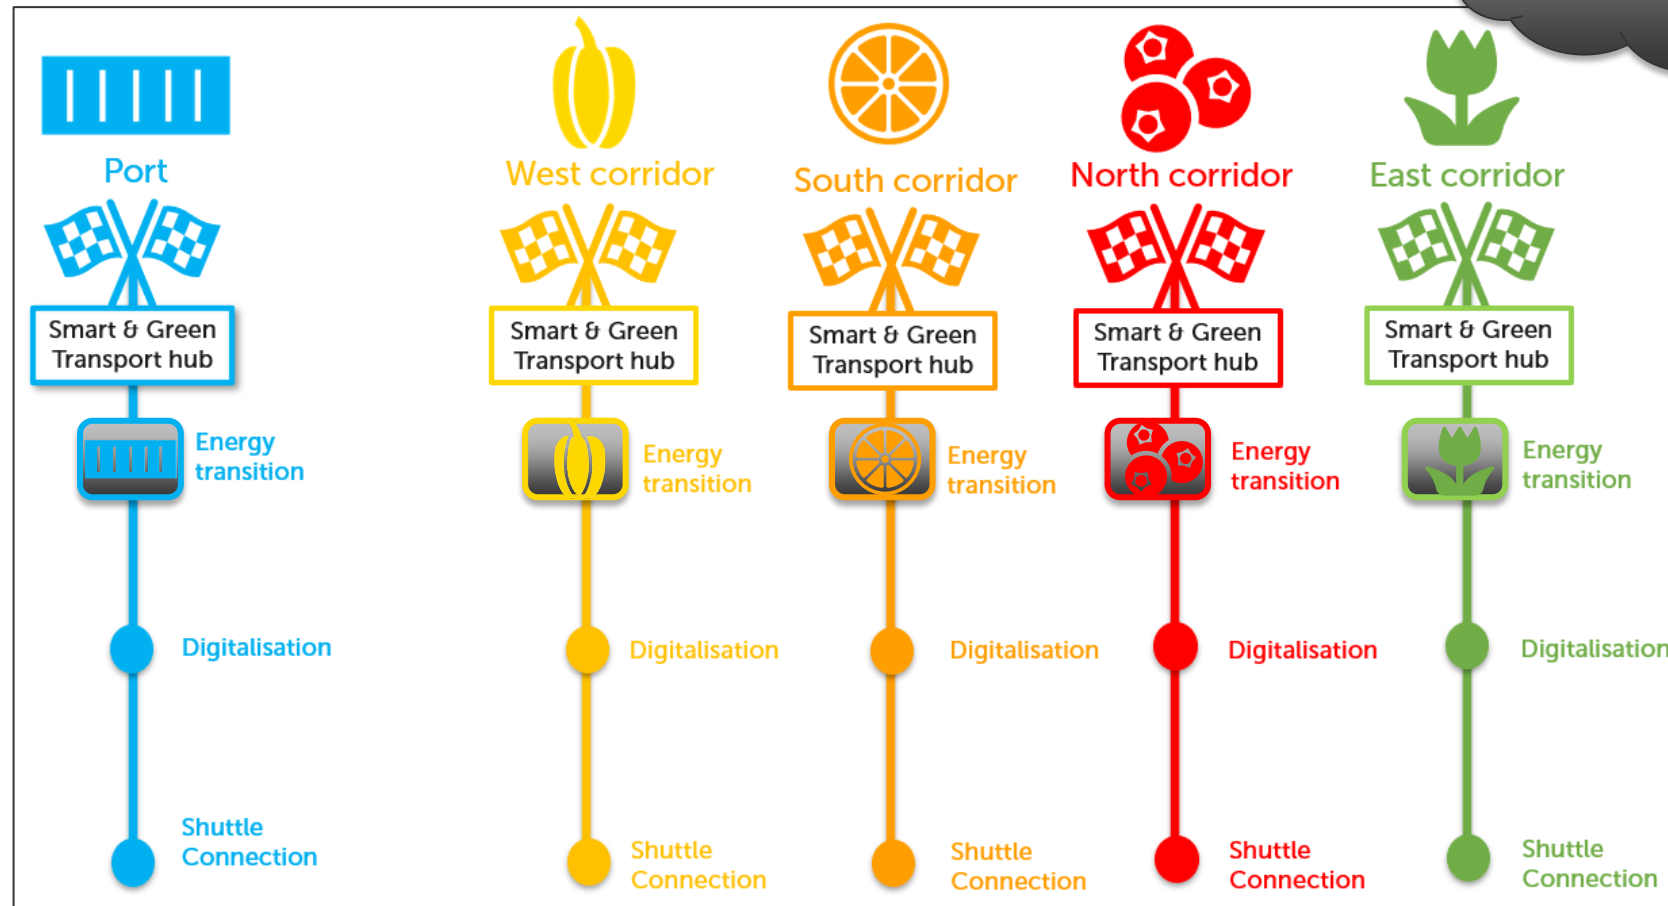 Port
Smart & Green
Transport hub
Energy
transition
Digitalisation
Shuttle
Connection
West corridor
Smart & Green
Transport hub
Energy
transition
Digitalisation
Shuttle
Connection
South corridor
Smart & Green
Transport hub
Energy
transition
Digitalisation
Shuttle
Connection
North corridor
Smart & Green
Transport hub
Energy
transition
Digitalisation
Shuttle
Connection
East corridor
Smart & Green
Transport hub
Energy
transition
Digitalisation
Shuttle
Connection